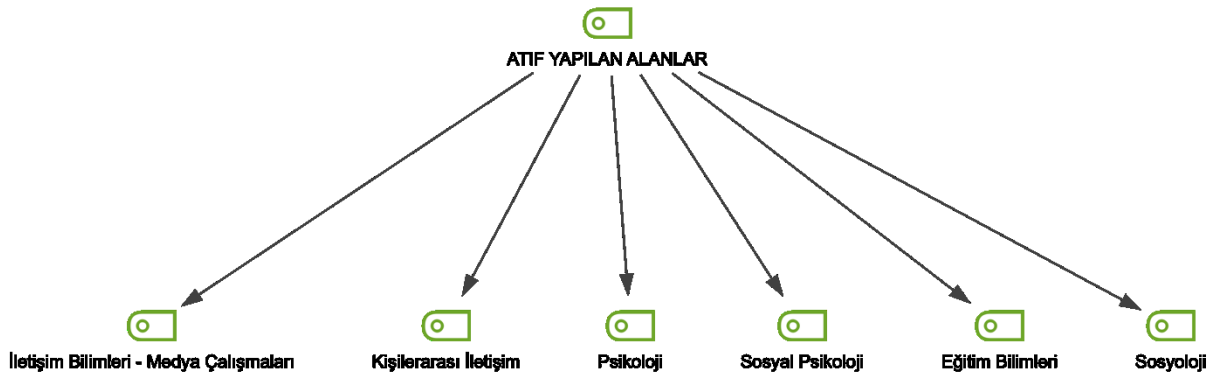 ATIF YAPILAN ALANLAR
İletişim Bilimleri - Medya Çalışmaları
Kişilerarası İletişim
Psikoloji
Sosyal Psikoloji
Eğitim Bilimleri
Sosyoloji